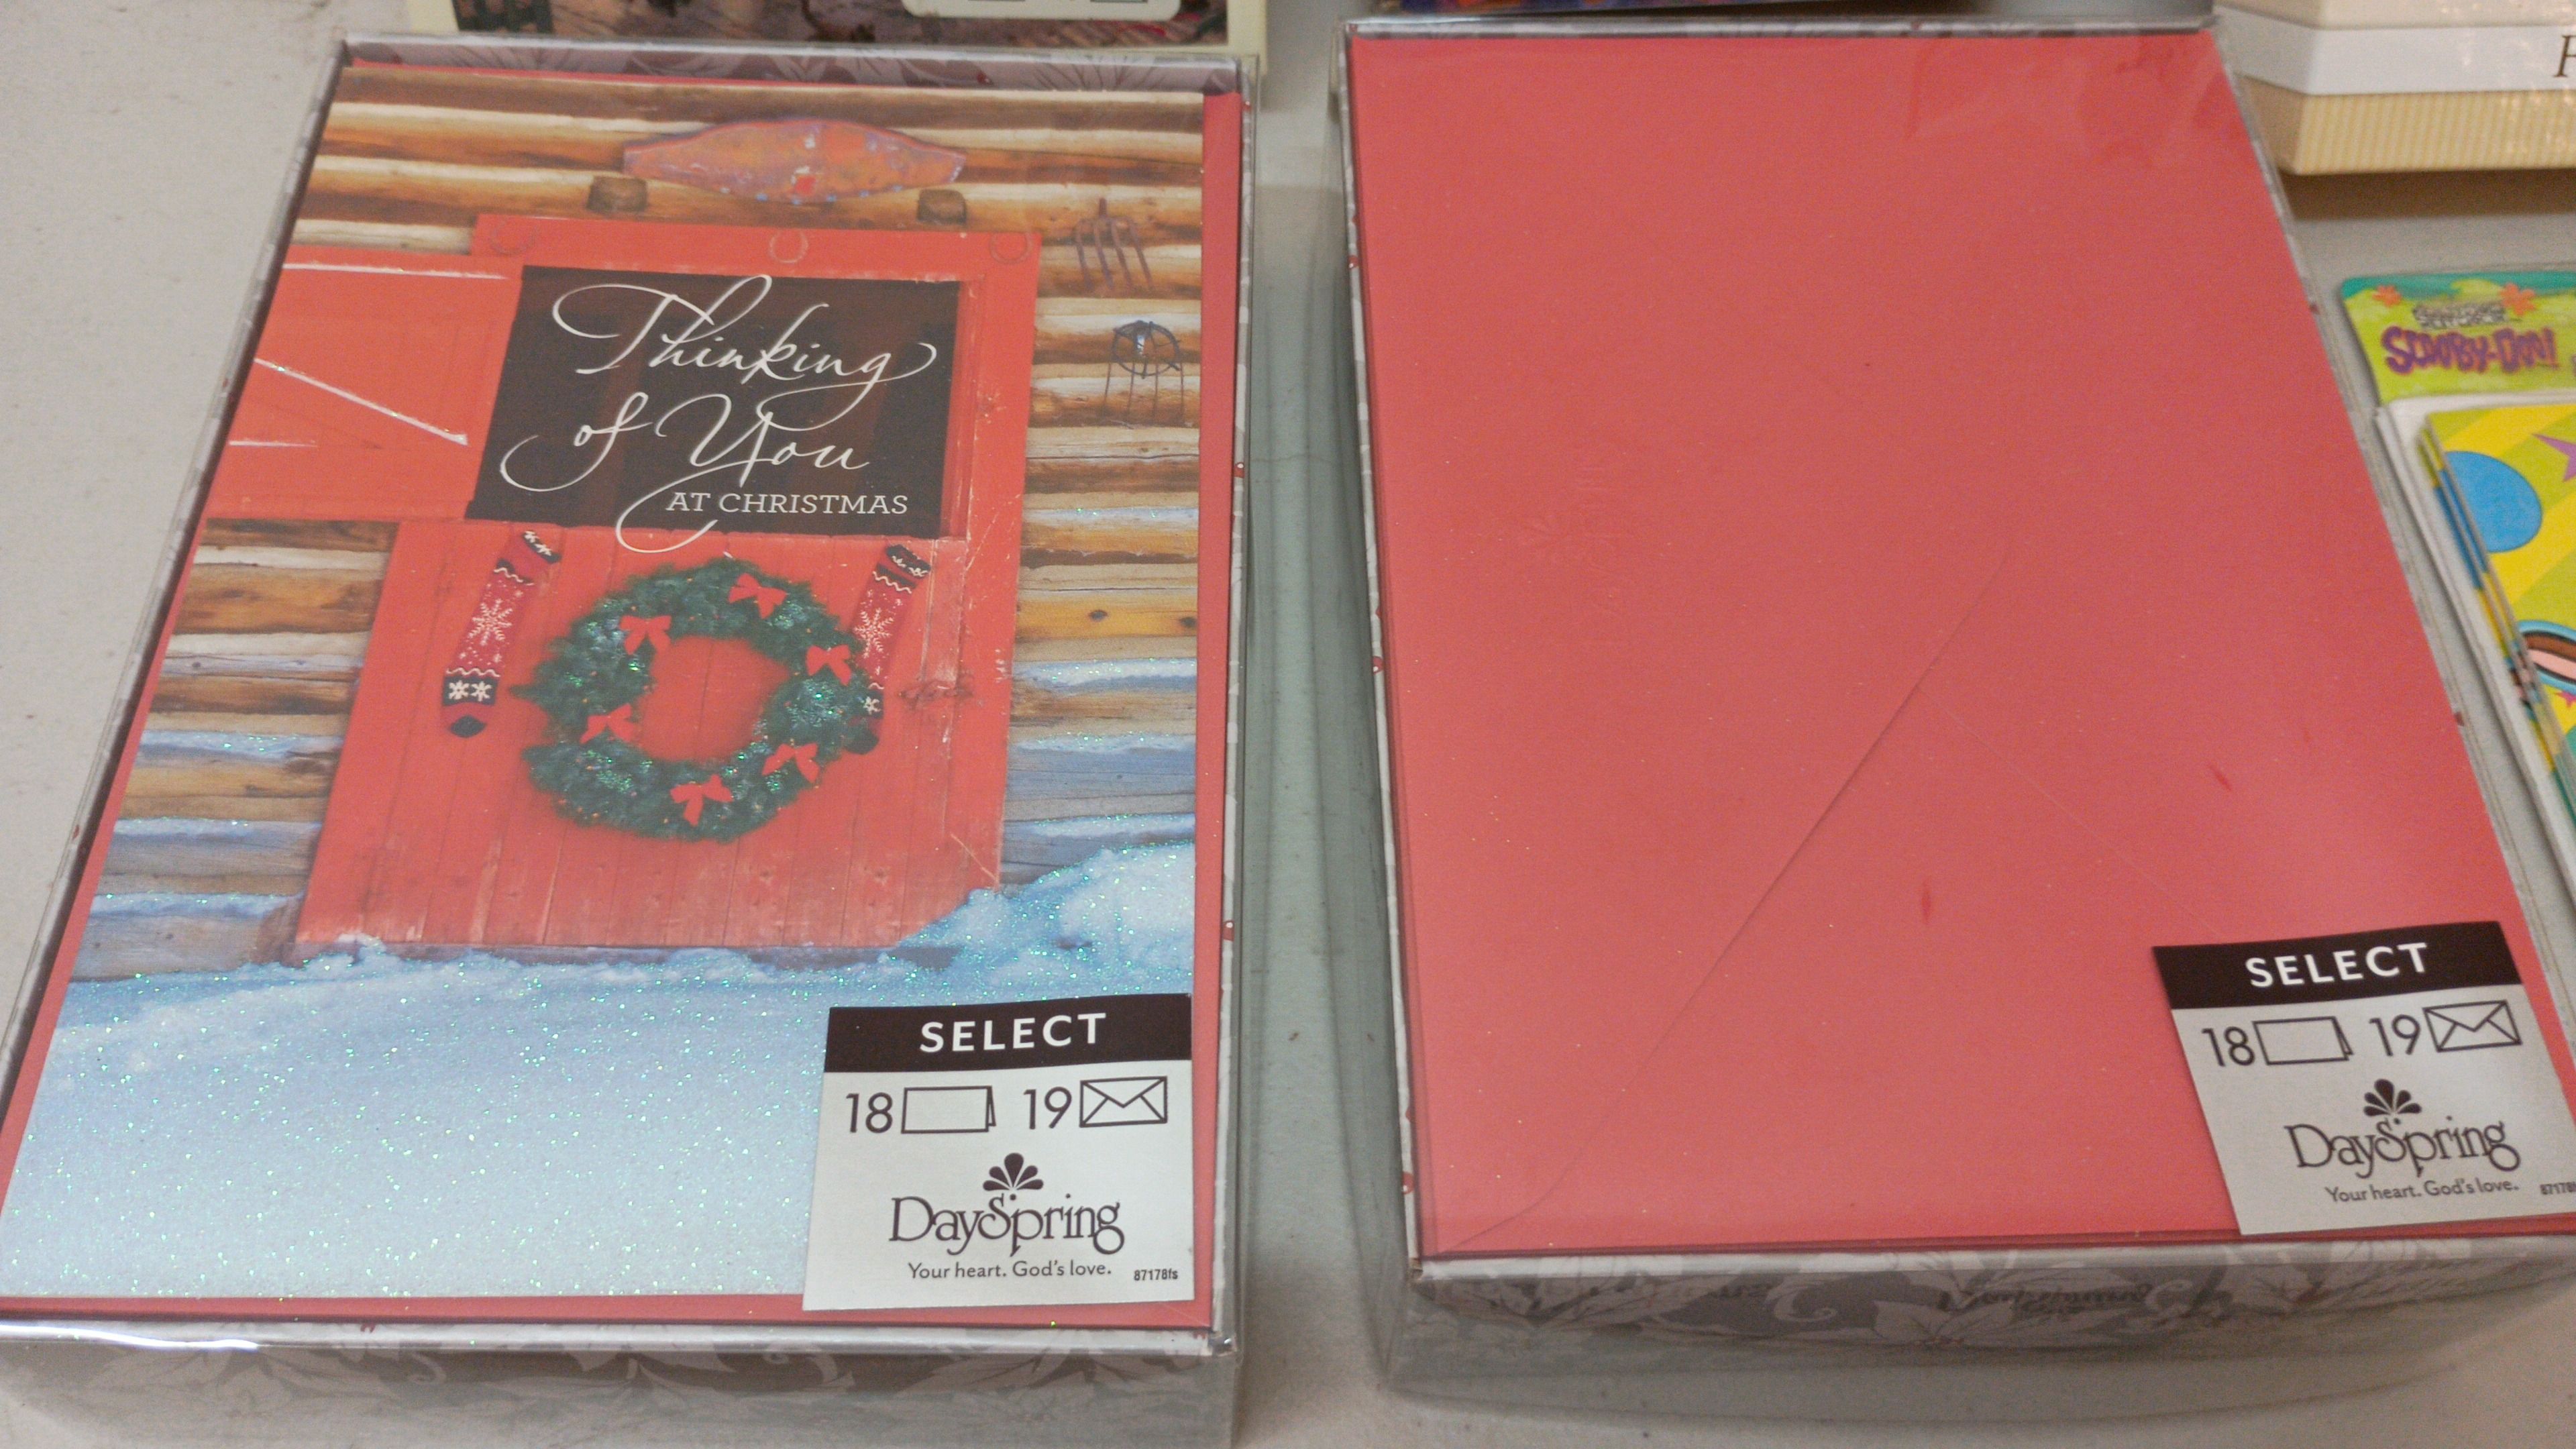 Thinking
of You
AT CHRISTMAS
SELECT
18 19
DaySpring
Your heart. God's love.
87178fs
SELECT
18 19
DaySpring
Your heart. God's love.
SCOOBY-DOO!